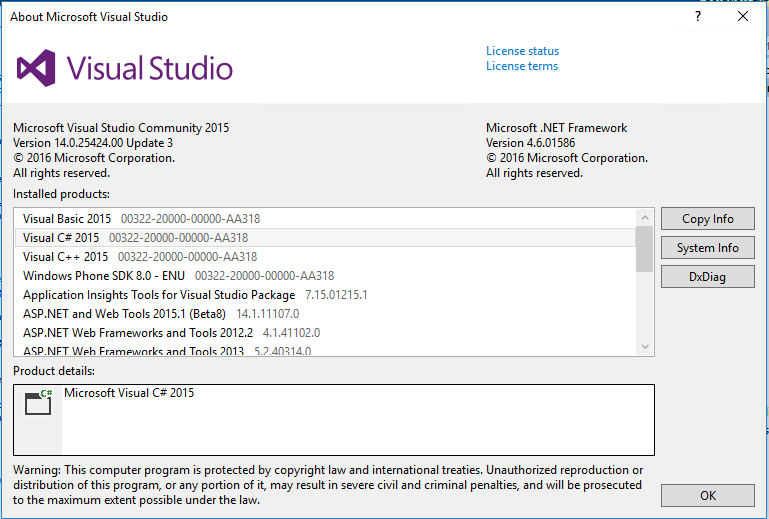 About Microsoft Visual Studio
?
Visual Studio
License status
License terms
Microsoft Visual Studio Community 2015
Version 14.0.25424.00 Update 3
© 2016 Microsoft Corporation.
All rights reserved.
Microsoft .NET Framework
Version 4.6.01586
© 2016 Microsoft Corporation.
All rights reserved.
Installed products:
Visual Basic 2015 00322-20000-00000-AA318
Visual C# 2015 00322-20000-00000-AA318
Visual C++ 2015 00322-20000-00000-AA318
Windows Phone SDK 8.0 - ENU 00322-20000-00000-AA318
Application Insights Tools for Visual Studio Package 7.15.01215.1
ASP.NET and Web Tools 2015.1 (Beta8) 14.1.11107.0
ASP.NET Web Frameworks and Tools 2012.2 4.1.41102.0
ASP.NET Web Frameworks and Tools 2013 5.2.40314.0
Copy Info
System Info
DxDiag
Product details:
C#
Microsoft Visual C# 2015
Warning: This computer program is protected by copyright law and international treaties. Unauthorized reproduction or
distribution of this program, or any portion of it, may result in severe civil and criminal penalties, and will be prosecuted
to the maximum extent possible under the law.
OK